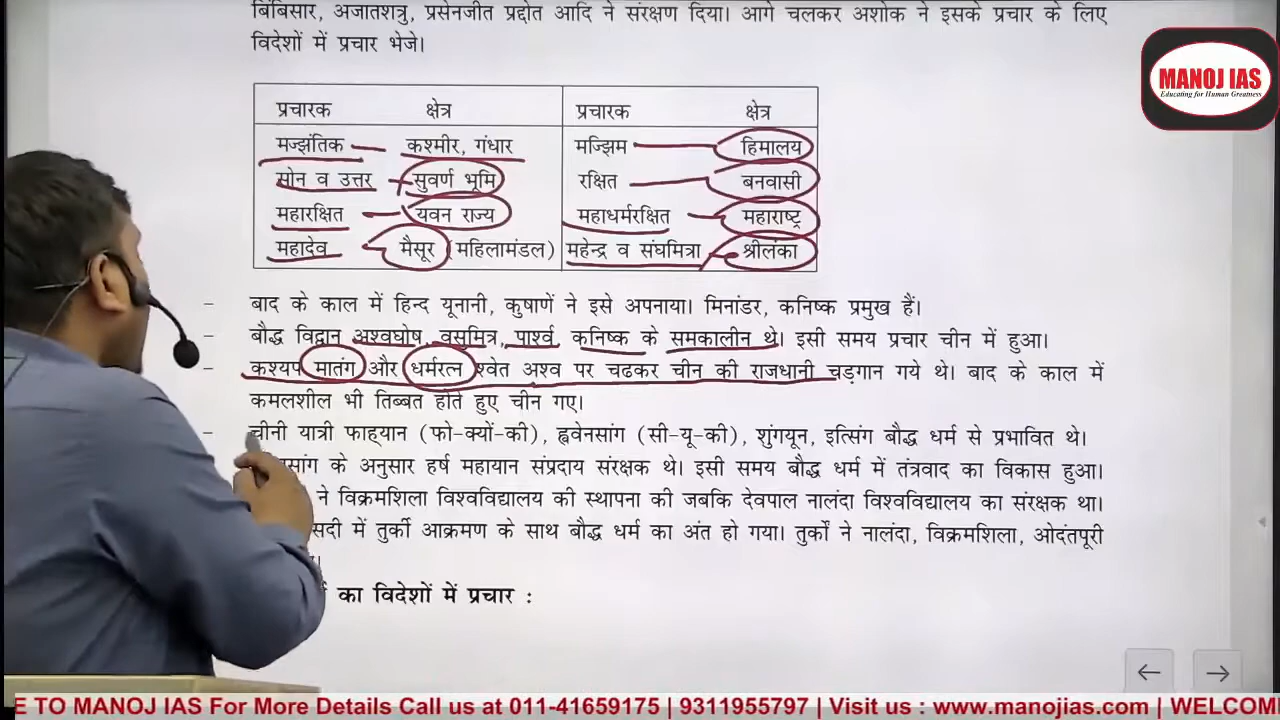 बिंबिसार, अजातशत्रु, प्रसेनजीत प्रद्दोत आदि ने संरक्षण दिया। आगे चलकर अशोक ने इसके प्रचार के लिए
विदेशों में प्रचार भेजे।
MANOJ IAS
Educating for Human Greatness
प्रचारक क्षेत्र प्रचारक क्षेत्र
मज्झंतिक कश्मीर, गंधार मज्झिम हिमालय
सोन व उत्तर सुवर्ण भूमि रक्षित बनवासी
महारक्षित यवन राज्य महाधर्मरक्षित महाराष्ट्र
महादेव मैसूर (महिलामंडल) महेन्द्र व संघमित्रा श्रीलंका
– बाद के काल में हिन्द यूनानी, कुषाणें ने इसे अपनाया। मिनांडर, कनिष्क प्रमुख हैं।
– बौद्ध विद्वान अश्वघोष, वसुमित्र, पार्श्व कनिष्क के समकालीन थे। इसी समय प्रचार चीन में हुआ।
– कश्यप मातंग और धर्मरत्न श्वेत अश्व पर चढकर चीन की राजधानी चड़गान गये थे। बाद के काल में
कमलशील भी तिब्बत होते हुए चीन गए।
– चीनी यात्री फाह्यान (फो-क्यों-की), ह्ववेनसांग (सी-यू-की), शुंगयून, इत्सिंग बौद्ध धर्म से प्रभावित थे।
सांग के अनुसार हर्ष महायान संप्रदाय संरक्षक थे। इसी समय बौद्ध धर्म में तंत्रवाद का विकास हुआ।
ने विक्रमशिला विश्वविद्यालय की स्थापना की जबकि देवपाल नालंदा विश्वविद्यालय का संरक्षक था।
सदी में तुर्की आक्रमण के साथ बौद्ध धर्म का अंत हो गया। तुर्कों ने नालंदा, विक्रमशिला, ओदंतपूरी
का विदेशों में प्रचार :
E TO MANOJ IAS For More Details Call us at 011-41659175 | 9311955797 | Visit us : www.manojias.com | WELCOM